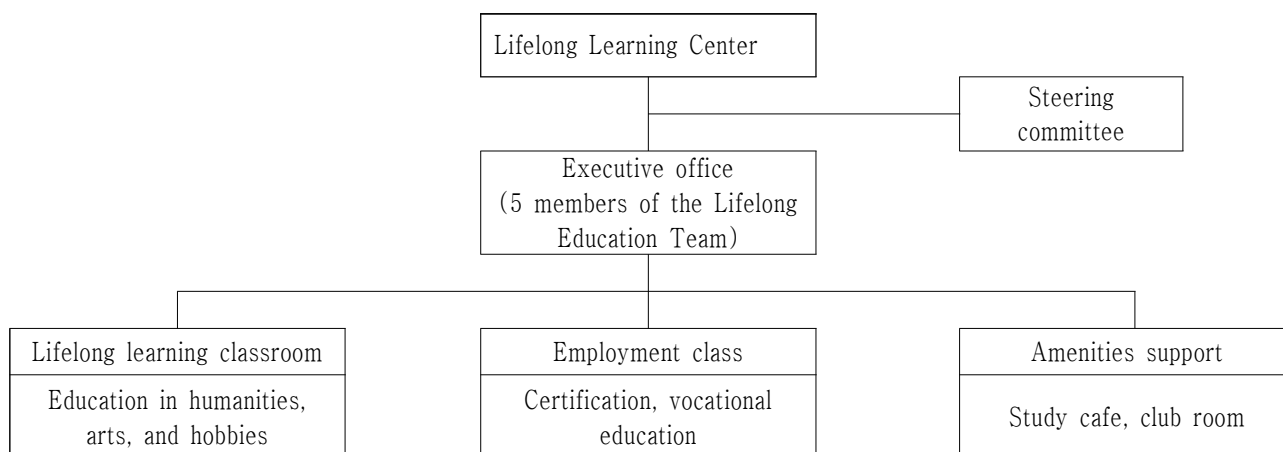 Lifelong Learning Center
Steering
committee
Executive office
(5 members of the Lifelong
Education Team)
Lifelong learning classroom
Education in humanities,
arts, and hobbies
Employment class
Certification, vocational
education
Amenities support
Study cafe, club room